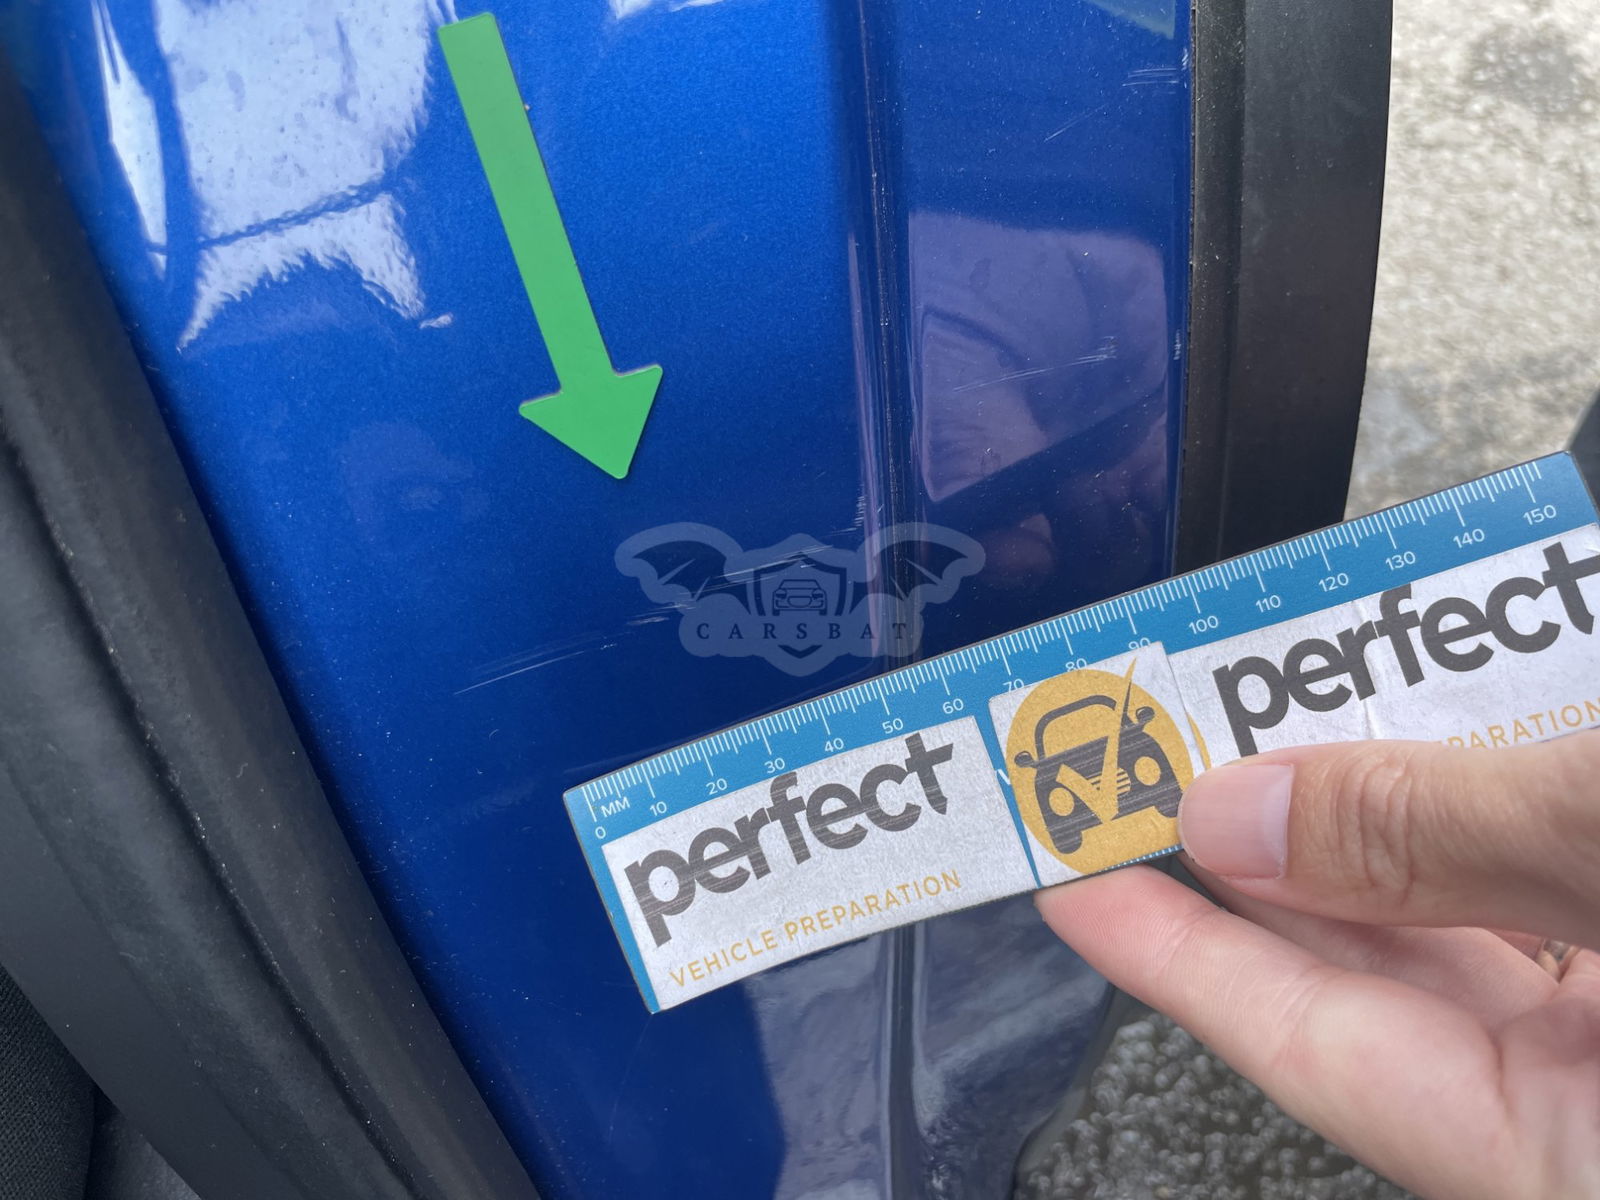 CARSBAT
0 MM 10 20 30 40 50 60 70 80 90 100 110 120 130 140 150
perfect perfect
VEHICLE PREPARATION PARATION